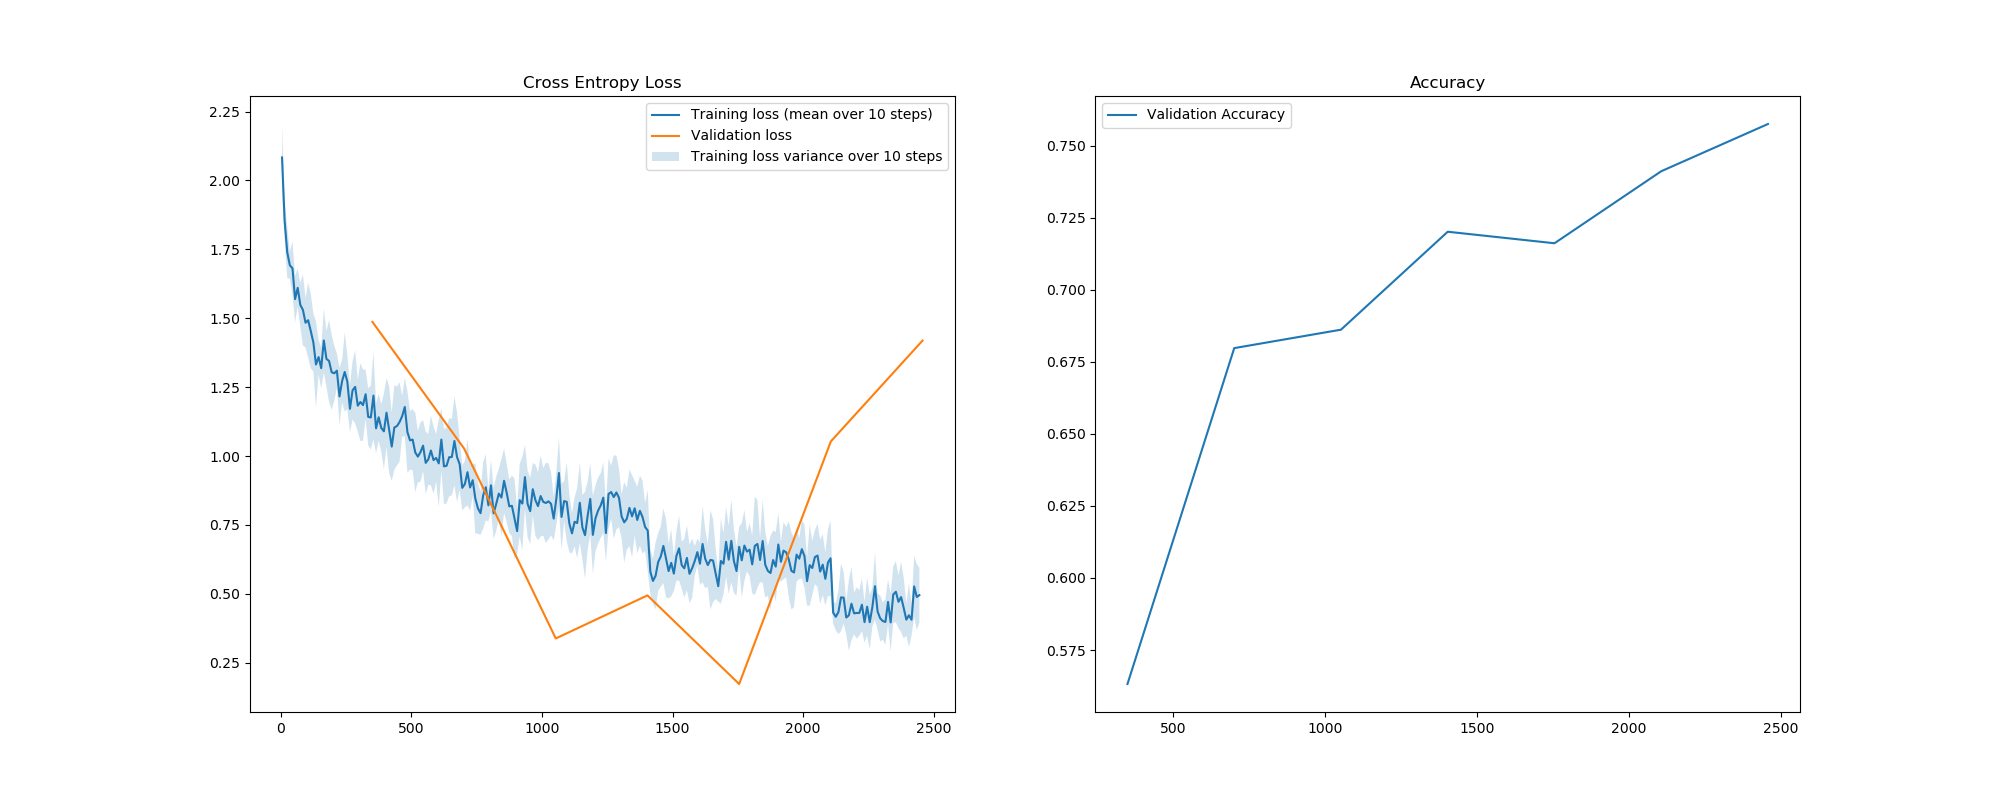 Cross Entropy Loss
Training loss (mean over 10 steps)
Validation loss
Training loss variance over 10 steps
2.25
2.00
1.75
1.50
1.25
1.00
0.75
0.50
0.25
0 500 1000 1500 2000 2500
Accuracy
Validation Accuracy
0.750
0.725
0.700
0.675
0.650
0.625
0.600
0.575
500 1000 1500 2000 2500